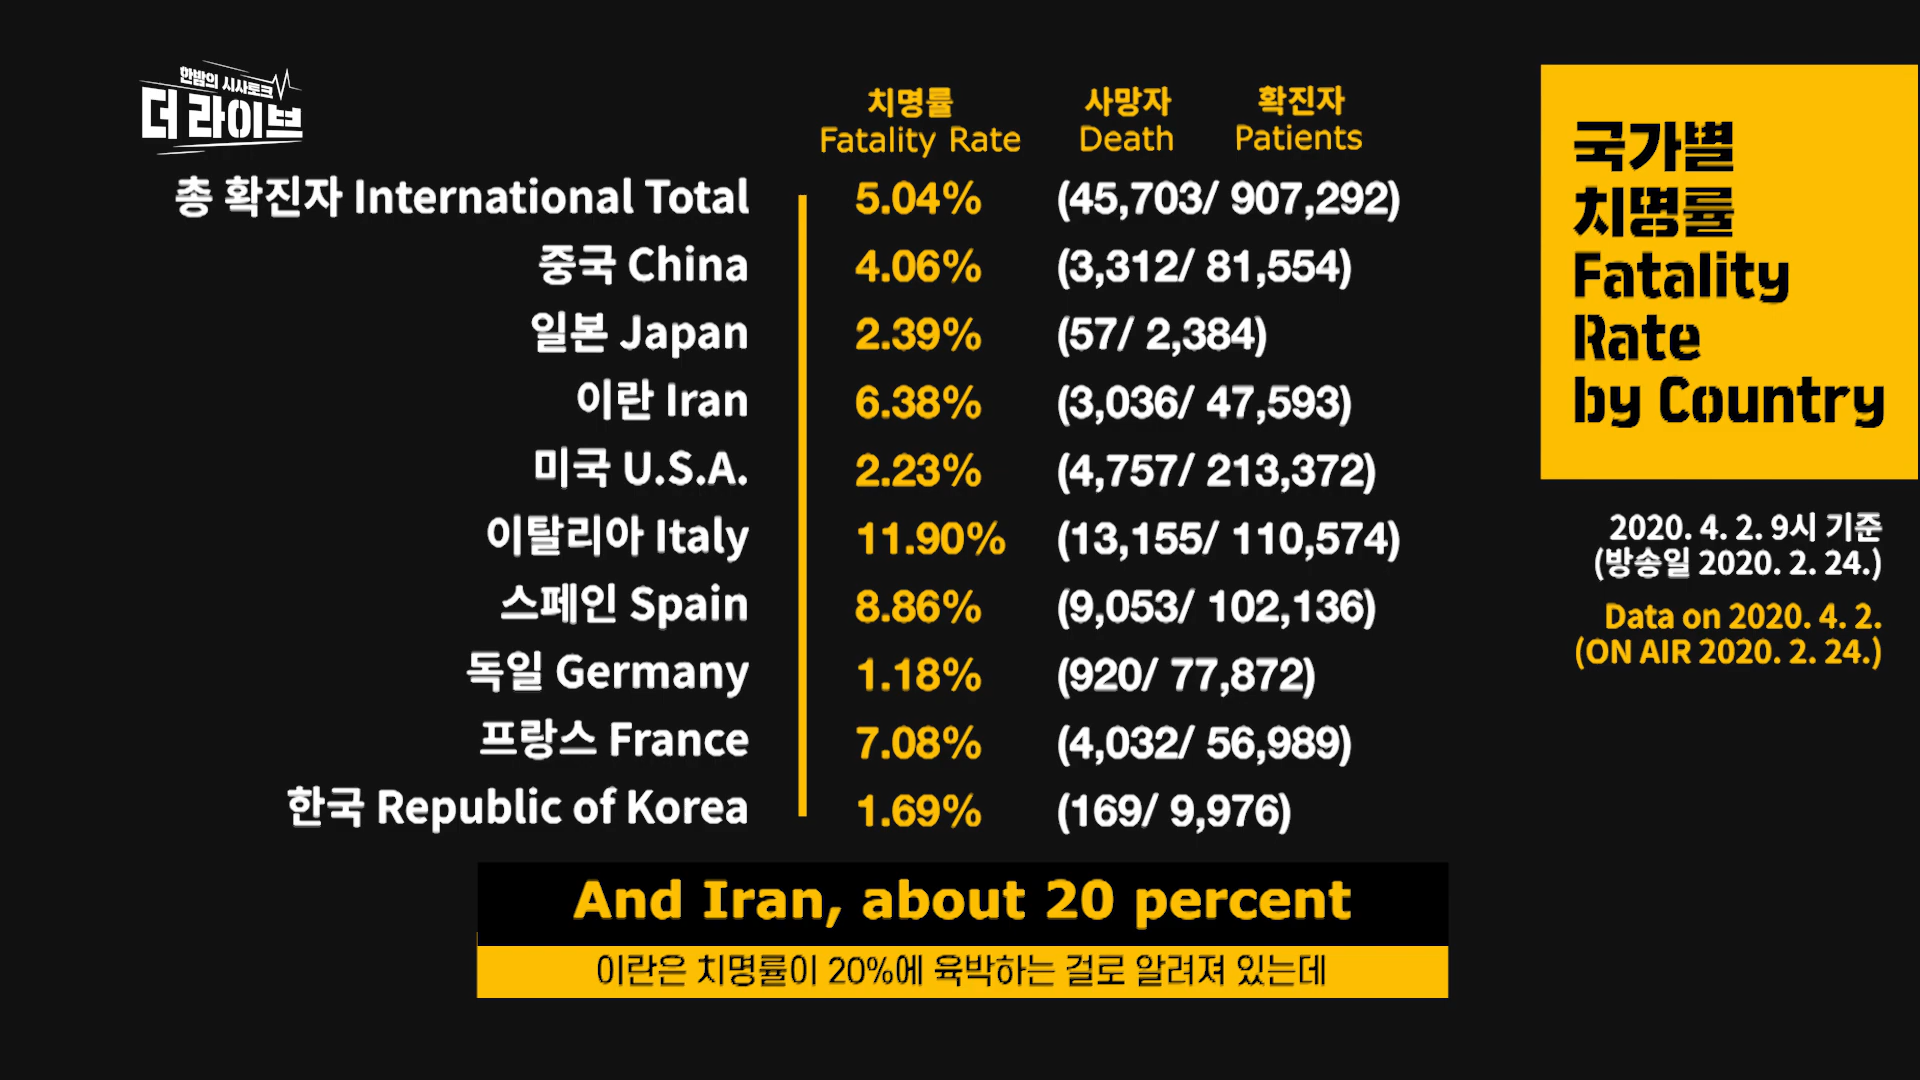 한밤의 시사토크
더 라이브
치명률 사망자 확진자
Fatality Rate Death Patients
총 확진자 International Total 5.04% (45,703/ 907,292)
중국 China 4.06% (3,312/ 81,554)
일본 Japan 2.39% (57/ 2,384)
이란 Iran 6.38% (3,036/ 47,593)
미국 U.S.A. 2.23% (4,757/ 213,372)
이탈리아 Italy 11.90% (13,155/ 110,574)
스페인 Spain 8.86% (9,053/ 102,136)
독일 Germany 1.18% (920/ 77,872)
프랑스 France 7.08% (4,032/ 56,989)
한국 Republic of Korea 1.69% (169/ 9,976)
국가별
치명률
Fatality
Rate
by Country
2020. 4. 2. 9시 기준
(방송일 2020. 2. 24.)
Data on 2020. 4. 2.
(ON AIR 2020. 2. 24.)
And Iran, about 20 percent
이란은 치명률이 20%에 육박하는 걸로 알려져 있는데